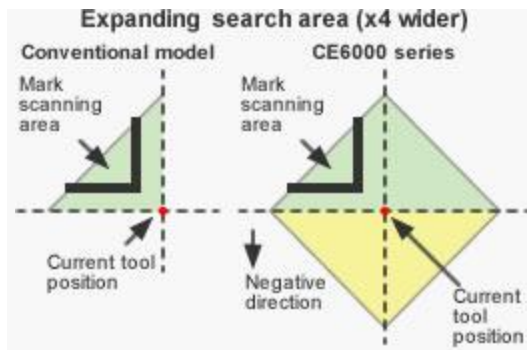 Expanding search area (x4 wider)
Conventional model
CE6000 series
Mark
scanning
area
Mark
scanning
area
Current tool
position
Negative
direction
Current
tool
position